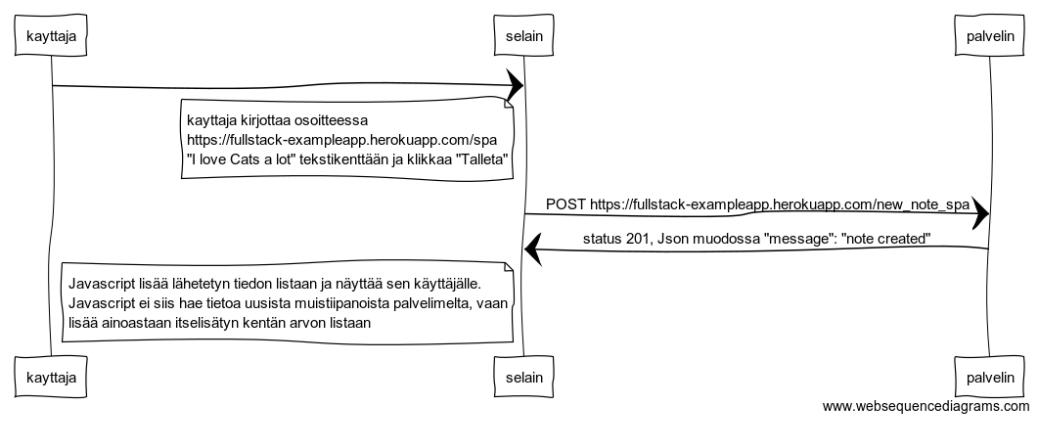 kayttaja
selain
palvelin
kayttaja kirjottaa osoitteessa
https://fullstack-exampleapp.herokuapp.com/spa
"I love Cats a lot" tekstikenttään ja klikkaa "Talleta"
POST https://fullstack-exampleapp.herokuapp.com/new_note_spa
status 201, Json muodossa "message": "note created"
Javascript lisää lähetetyn tiedon listaan ja näyttää sen käyttäjälle.
Javascript ei siis hae tietoa uusista muistiipanoista palvelimelta, vaan
lisää ainoastaan itselisätyn kentän arvon listaan
kayttaja
selain
palvelin
www.websequencediagrams.com